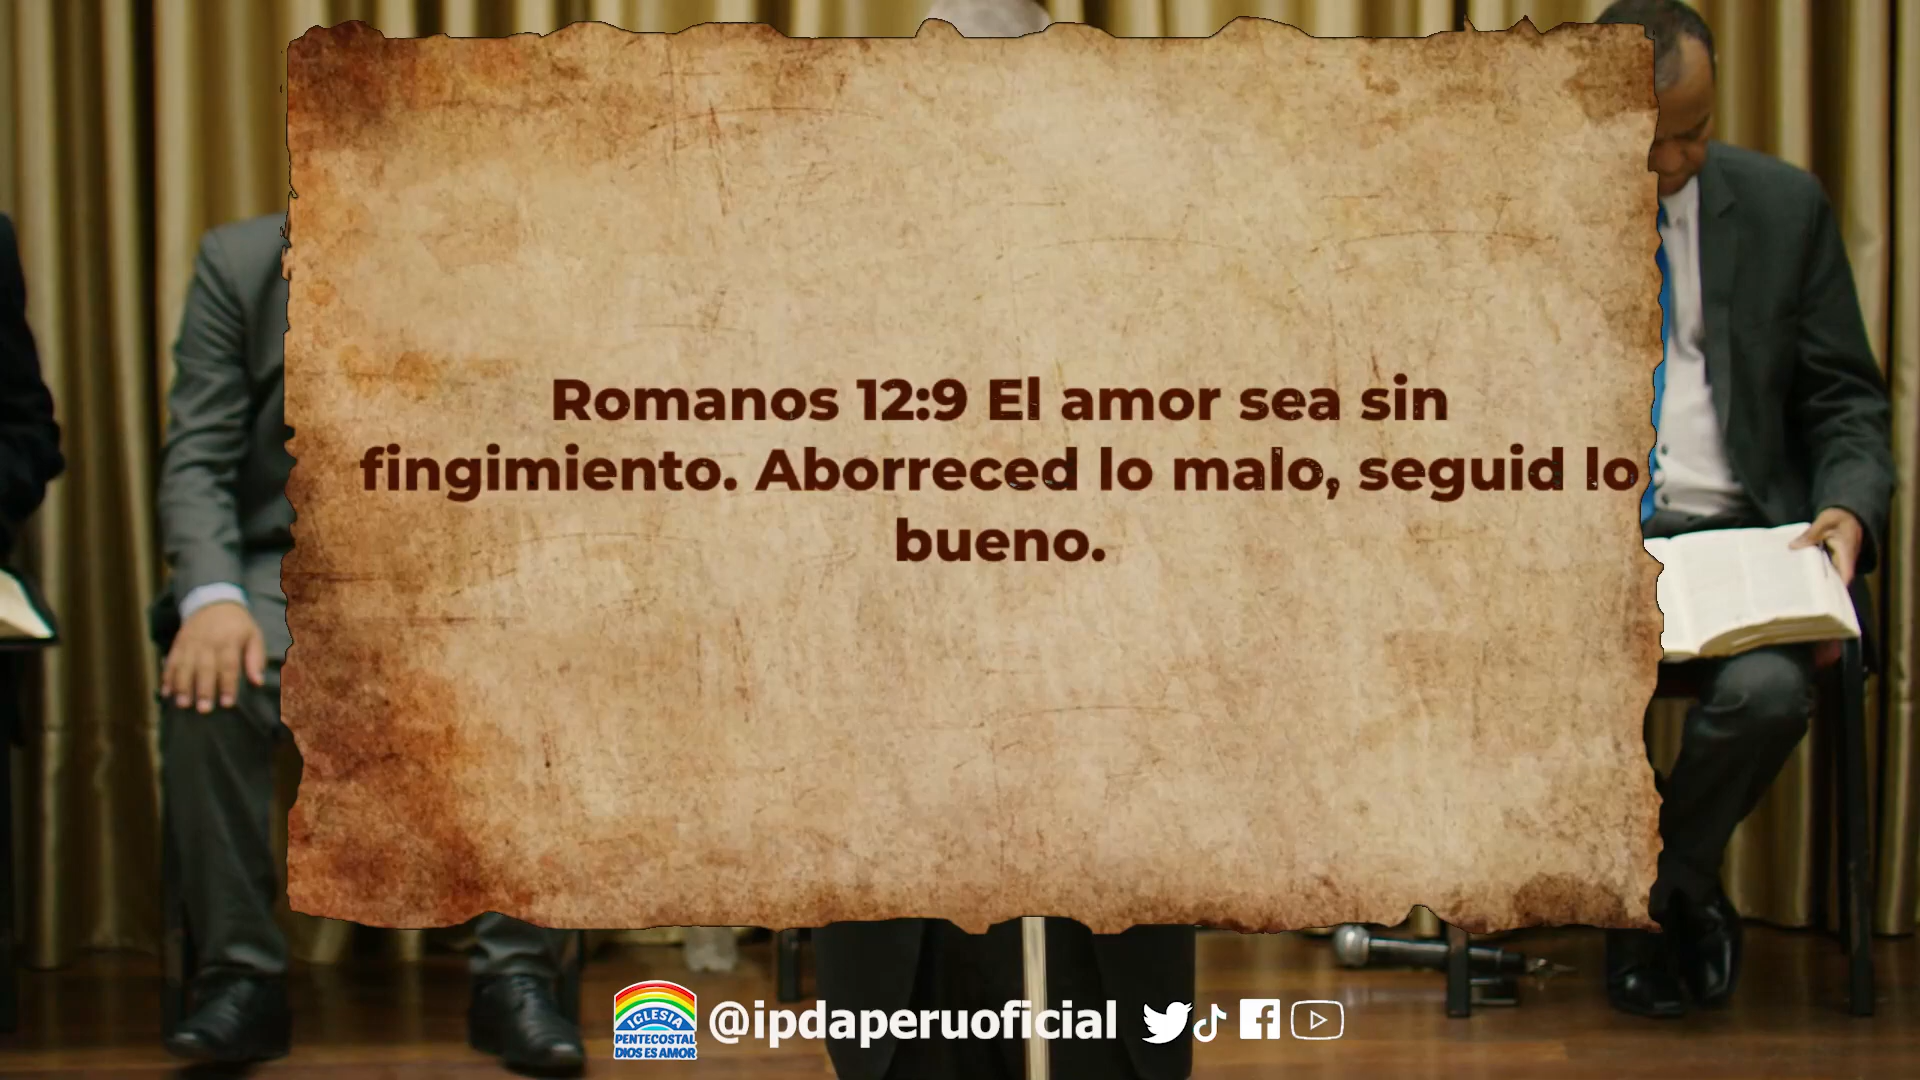 Romanos 12:9 El amor sea sin
fingimiento. Aborreced lo malo, seguid lo
bueno.
IGLESIA
PENTECOSTAL
DIOS ES AMOR
@ipdaperuoficial